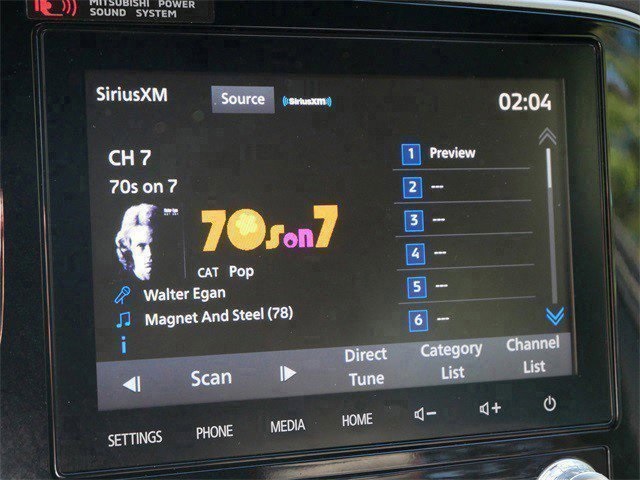 MITSUBISHI POWER
SOUND SYSTEM
SiriusXM
Source
SiriusXM
02:04
CH 7
70s on 7
70s on 7
CAT Pop
Walter Egan
Magnet And Steel (78)
i
1 Preview
2 ---
3 ---
4 ---
5 ---
6 ---
Scan
Direct
Tune
Category
List
Channel
List
SETTINGS
PHONE
MEDIA
HOME
-
+